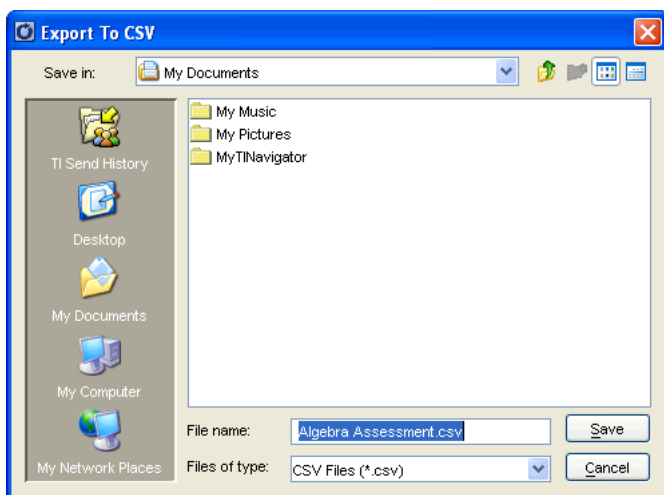 Export To CSV
Save in: My Documents
TI Send History
Desktop
My Documents
My Computer
My Network Places
My Music
My Pictures
MyTINavigator
File name: Algebra Assessment.csv Save
Files of type: CSV Files (*.csv) Cancel